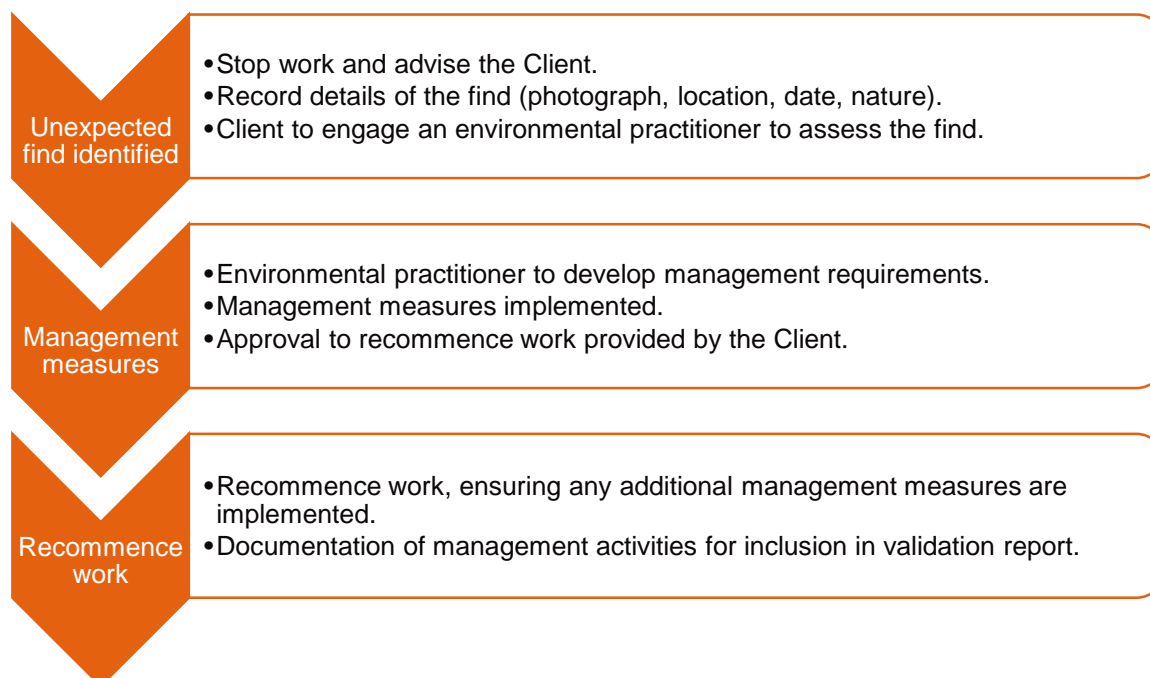 Unexpected
find identified
•Stop work and advise the Client.
•Record details of the find (photograph, location, date, nature).
•Client to engage an environmental practitioner to assess the find.
Management
measures
•Environmental practitioner to develop management requirements.
•Management measures implemented.
•Approval to recommence work provided by the Client.
Recommence
work
•Recommence work, ensuring any additional management measures are
implemented.
•Documentation of management activities for inclusion in validation report.